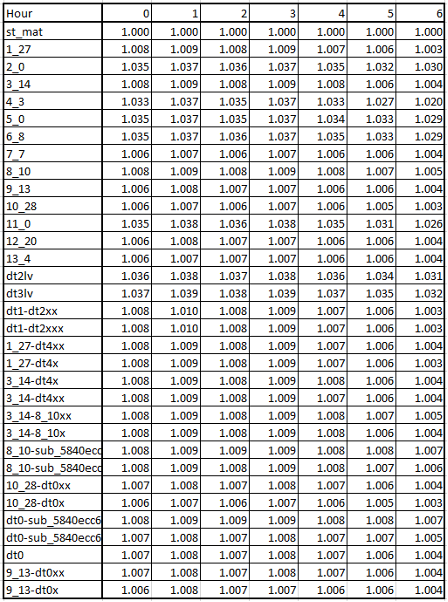 Hour 0 1 2 3 4 5 6
st_mat 1.000 1.000 1.000 1.000 1.000 1.000 1.000
1_27 1.008 1.009 1.008 1.009 1.007 1.006 1.003
2_0 1.035 1.037 1.036 1.037 1.035 1.032 1.030
3_14 1.008 1.009 1.008 1.009 1.008 1.006 1.004
4_3 1.033 1.037 1.035 1.037 1.033 1.027 1.020
5_0 1.035 1.037 1.035 1.037 1.034 1.033 1.029
6_8 1.035 1.037 1.036 1.037 1.035 1.033 1.029
7_7 1.006 1.007 1.006 1.007 1.006 1.006 1.004
8_10 1.008 1.009 1.008 1.009 1.008 1.007 1.005
9_13 1.006 1.008 1.007 1.007 1.006 1.006 1.004
10_28 1.006 1.007 1.006 1.007 1.006 1.005 1.003
11_0 1.035 1.038 1.036 1.038 1.035 1.031 1.026
12_20 1.006 1.008 1.007 1.007 1.006 1.006 1.004
13_4 1.006 1.007 1.007 1.007 1.006 1.006 1.004
dt2lv 1.036 1.038 1.037 1.038 1.036 1.034 1.031
dt3lv 1.037 1.039 1.038 1.039 1.037 1.035 1.032
dt1-dt2xx 1.008 1.010 1.008 1.009 1.007 1.006 1.003
dt1-dt2xxx 1.008 1.010 1.008 1.009 1.007 1.006 1.003
1_27-dt4xx 1.008 1.009 1.008 1.009 1.007 1.006 1.004
1_27-dt4x 1.008 1.009 1.008 1.009 1.007 1.006 1.004
3_14-dt4x 1.008 1.009 1.008 1.009 1.008 1.006 1.004
3_14-dt4xx 1.008 1.009 1.008 1.009 1.007 1.006 1.004
3_14-8_10xx 1.008 1.009 1.008 1.009 1.008 1.007 1.005
3_14-8_10x 1.008 1.009 1.008 1.009 1.008 1.006 1.004
8_10-sub_5840ecc 1.008 1.009 1.009 1.009 1.008 1.008 1.007
8_10-sub_5840ecc 1.008 1.009 1.008 1.009 1.008 1.007 1.006
10_28-dt0xx 1.007 1.008 1.007 1.008 1.007 1.006 1.004
10_28-dt0x 1.006 1.007 1.006 1.007 1.006 1.005 1.003
dt0-sub_5840ecc6 1.008 1.009 1.009 1.009 1.008 1.008 1.007
dt0-sub_5840ecc6 1.007 1.008 1.007 1.008 1.007 1.007 1.005
dt0 1.007 1.008 1.007 1.008 1.007 1.006 1.004
9_13-dt0xx 1.007 1.008 1.007 1.008 1.007 1.006 1.004
9_13-dt0x 1.006 1.008 1.007 1.007 1.006 1.006 1.004